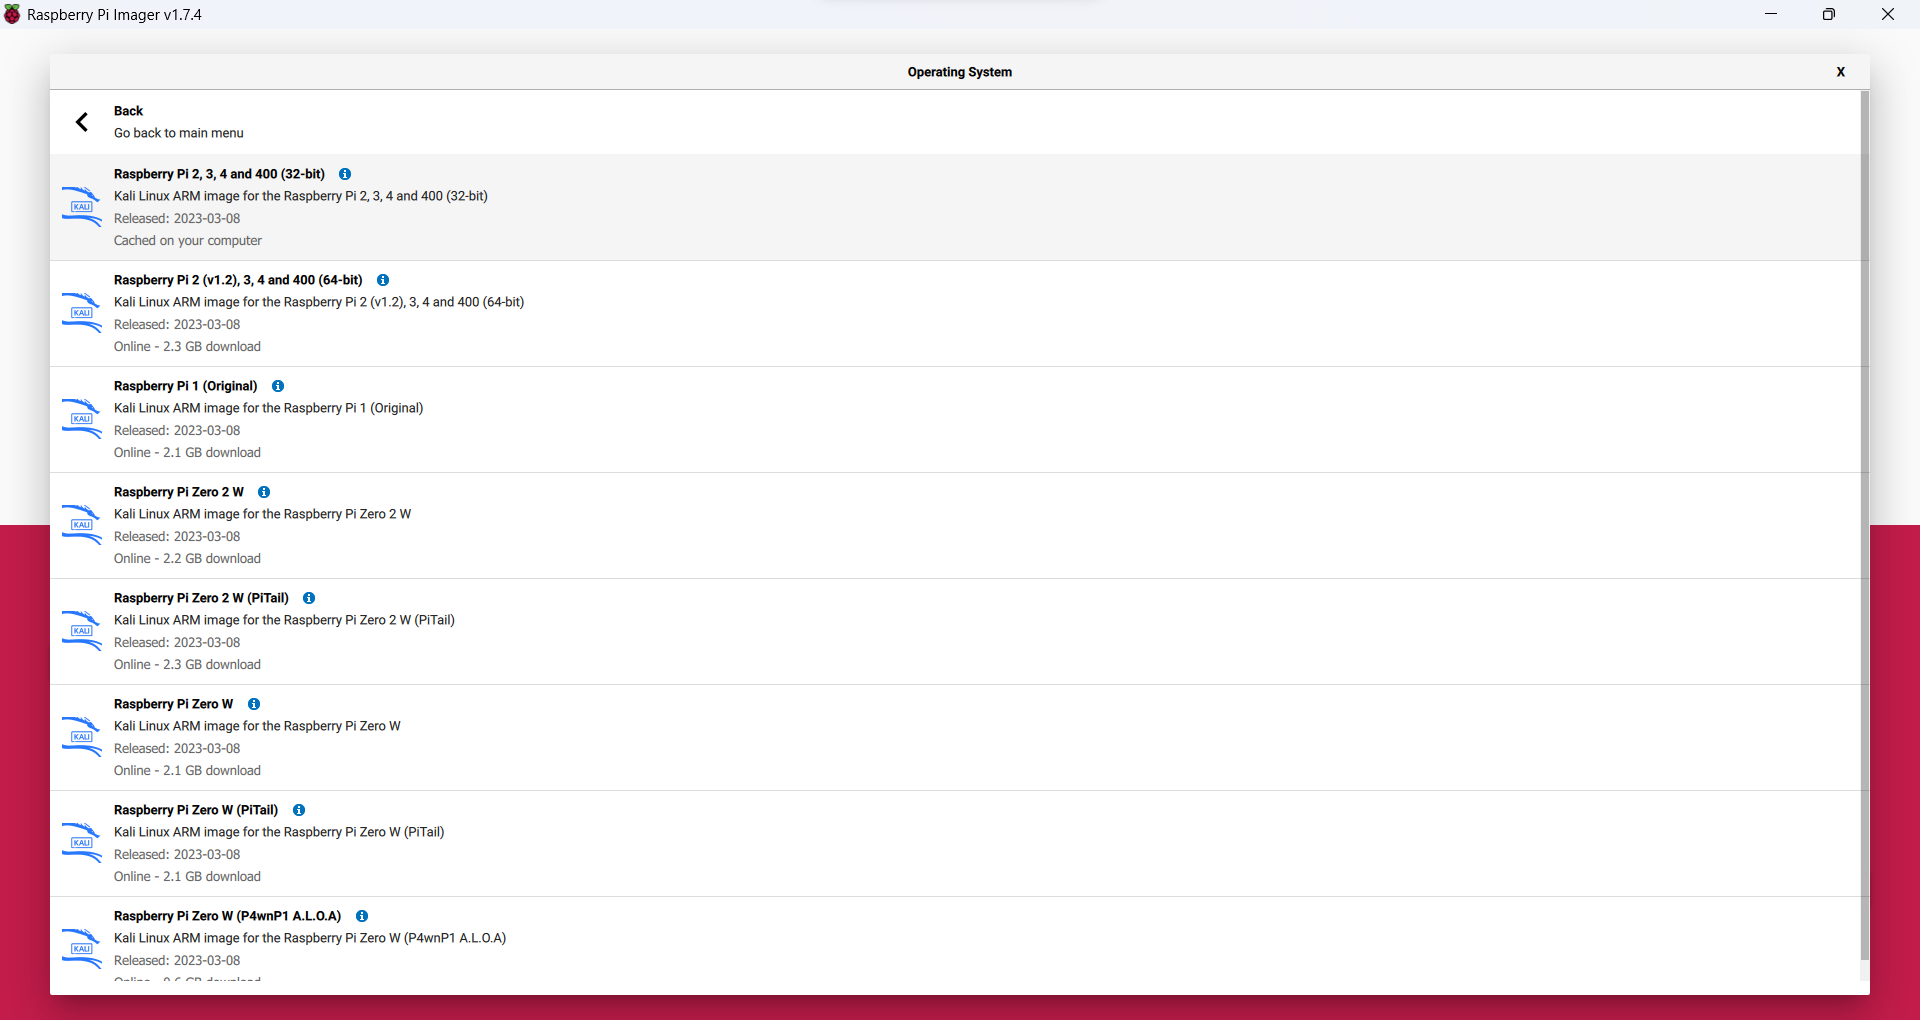 Raspberry Pi Imager v1.7.4
Operating System
X
Back
Go back to main menu
Raspberry Pi 2, 3, 4 and 400 (32-bit)
Kali Linux ARM image for the Raspberry Pi 2, 3, 4 and 400 (32-bit)
KALI
Released: 2023-03-08
Cached on your computer
Raspberry Pi 2 (v1.2), 3, 4 and 400 (64-bit)
Kali Linux ARM image for the Raspberry Pi 2 (v1.2), 3, 4 and 400 (64-bit)
KALI
Released: 2023-03-08
Online - 2.3 GB download
Raspberry Pi 1 (Original)
Kali Linux ARM image for the Raspberry Pi 1 (Original)
KALI
Released: 2023-03-08
Online - 2.1 GB download
Raspberry Pi Zero 2 W
Kali Linux ARM image for the Raspberry Pi Zero 2 W
KALI
Released: 2023-03-08
Online - 2.2 GB download
Raspberry Pi Zero 2 W (PiTail)
Kali Linux ARM image for the Raspberry Pi Zero 2 W (PiTail)
KALI
Released: 2023-03-08
Online - 2.3 GB download
Raspberry Pi Zero W
Kali Linux ARM image for the Raspberry Pi Zero W
KALI
Released: 2023-03-08
Online - 2.1 GB download
Raspberry Pi Zero W (PiTail)
Kali Linux ARM image for the Raspberry Pi Zero W (PiTail)
KALI
Released: 2023-03-08
Online - 2.1 GB download
Raspberry Pi Zero W (P4wnP1 A.L.O.A)
Kali Linux ARM image for the Raspberry Pi Zero W (P4wnP1 A.L.O.A)
KALI
Released: 2023-03-08